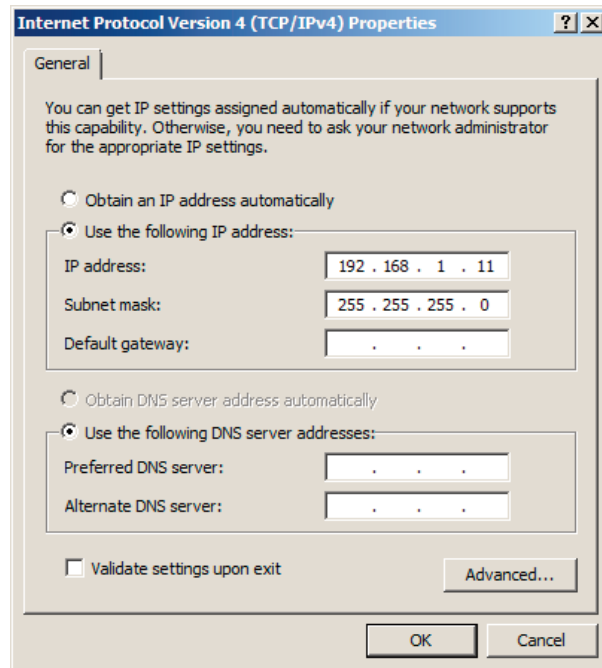 Internet Protocol Version 4 (TCP/IPv4) Properties
General
You can get IP settings assigned automatically if your network supports
this capability. Otherwise, you need to ask your network administrator
for the appropriate IP settings.
Obtain an IP address automatically
Use the following IP address:
IP address: 192 . 168 . 1 . 11
Subnet mask: 255 . 255 . 255 . 0
Default gateway: . . .
Obtain DNS server address automatically
Use the following DNS server addresses:
Preferred DNS server: . . .
Alternate DNS server: . . .
Validate settings upon exit
Advanced...
OK Cancel